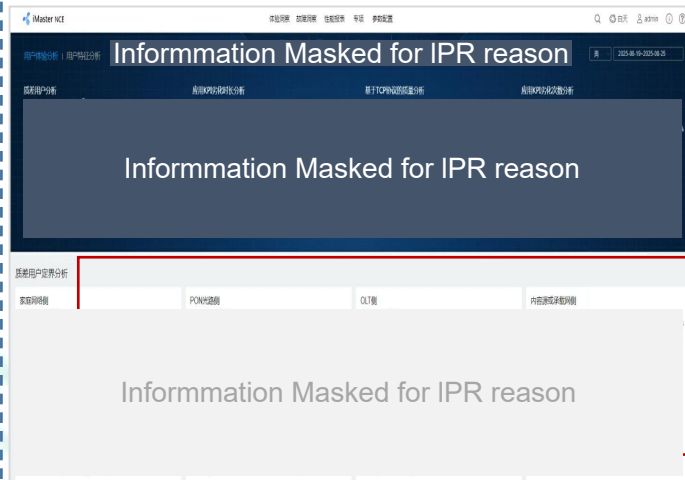 iMaster NCE 体验洞察 故障洞察 性能报表 专项 参数配置 白天 admin
用户体验分析 | 用户特征分析 Informmation Masked for IPR reason 周 2025-08-19-2025-08-25
质差用户分析 应用KPI劣化时长分析 基于TCP协议的质量分析 应用KPI劣化次数分析
Informmation Masked for IPR reason
质差用户定界分析
家庭网络侧 PON光路侧 OLT侧 内容源或承载网侧
Informmation Masked for IPR reason